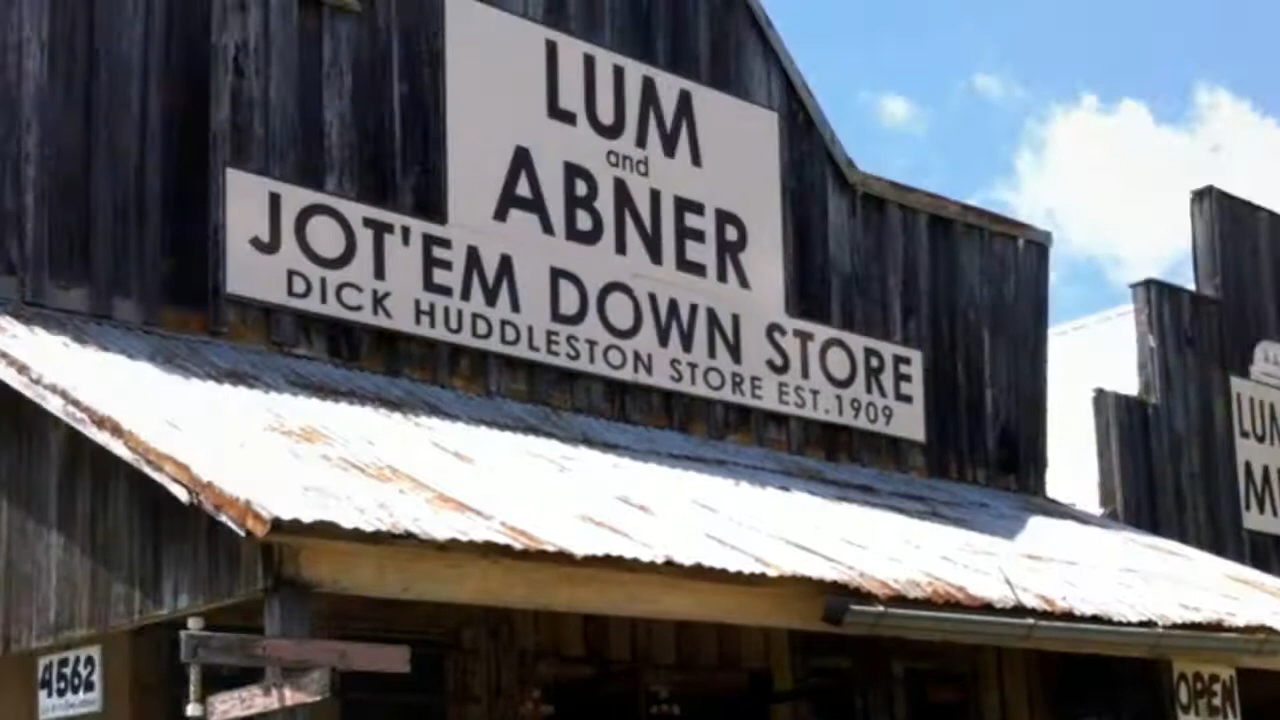 LUM
and
ABNER
JOT'EM DOWN STORE
DICK HUDDLESTON STORE EST.1909
4562
OPEN